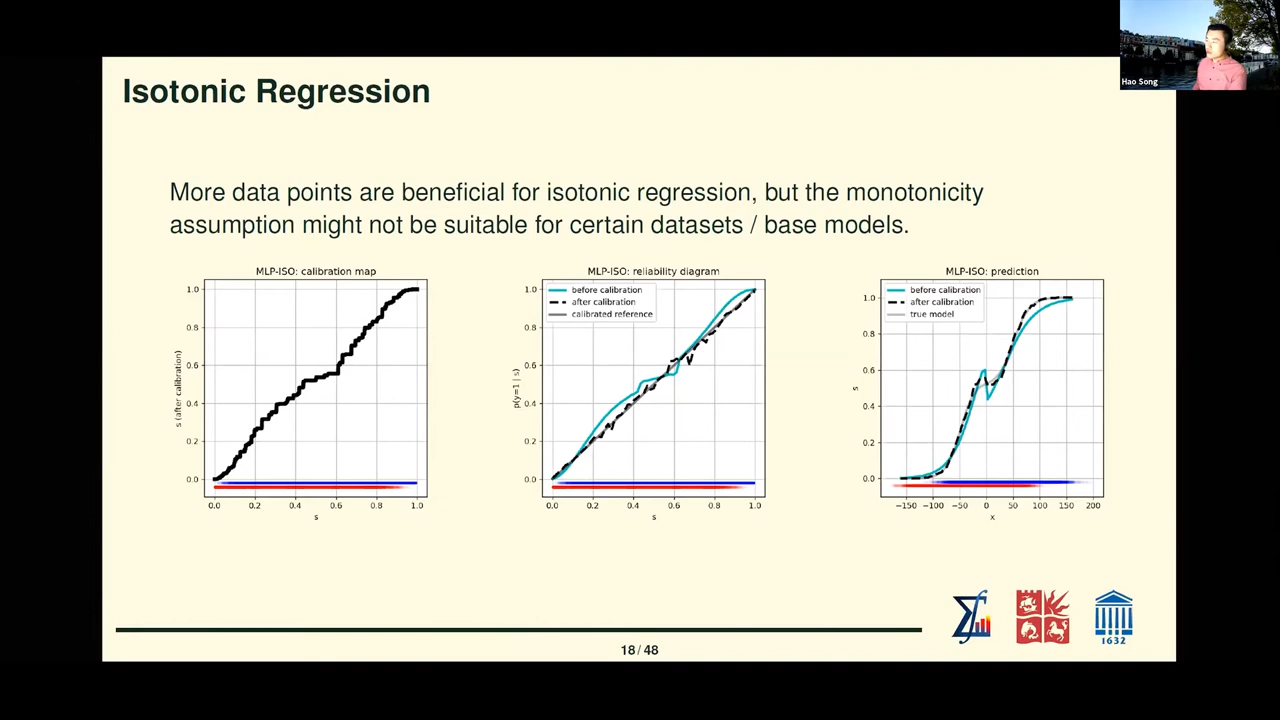 Hao Song
Isotonic Regression
More data points are beneficial for isotonic regression, but the monotonicity
assumption might not be suitable for certain datasets / base models.
MLP-ISO: calibration map
1.0
0.8
0.6
0.4
0.2
0.0
s (after calibration)
0.0 0.2 0.4 0.6 0.8 1.0
s
MLP-ISO: reliability diagram
before calibration
after calibration
calibrated reference
1.0
0.8
0.6
0.4
0.2
0.0
p(y=1 | s)
0.0 0.2 0.4 0.6 0.8 1.0
s
MLP-ISO: prediction
before calibration
after calibration
true model
1.0
0.8
0.6
0.4
0.2
0.0
s
−150 −100 −50 0 50 100 150 200
x
1632
18 / 48